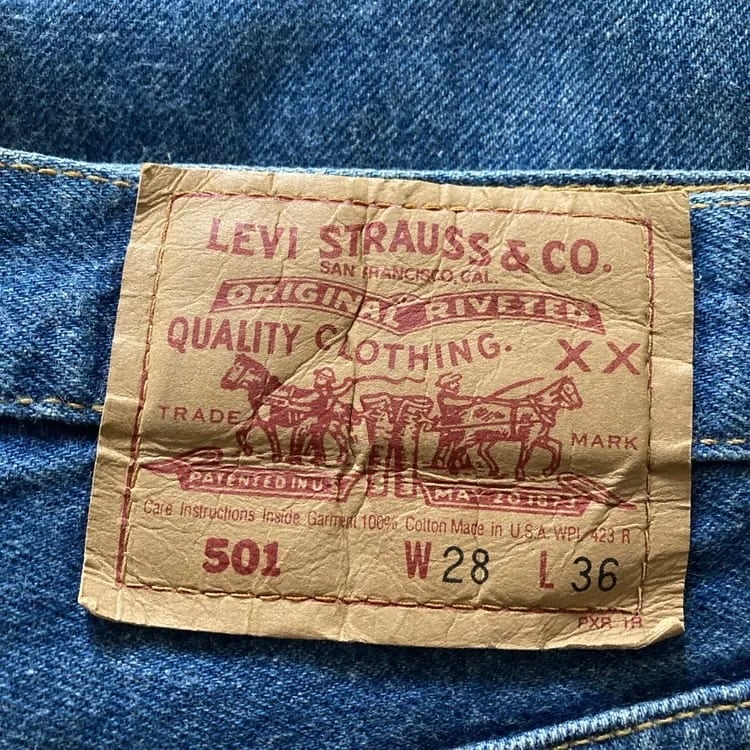 LEVI STRAUSS & CO.
SAN FRANCISCO, CAL.
ORIGINAL RIVETED
QUALITY CLOTHING.
XX
TRADE MARK
PATENTED IN U.S. MAY 20 1873
Care Instructions Inside Garment 100% Cotton Made in U.S.A. WPL 423 R
501 W 28 L 36
PXR 18